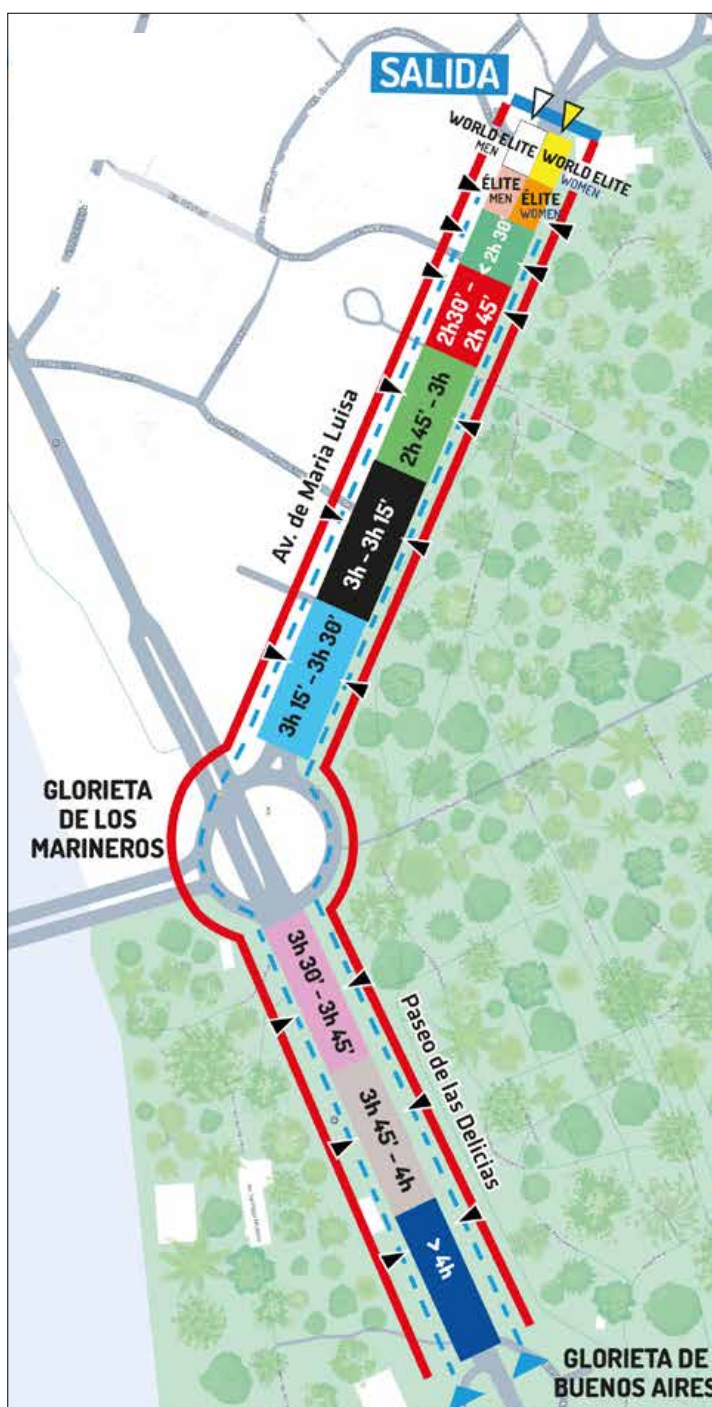 SALIDA
WORLD ELITE
MEN
WORLD ELITE
WOMEN
ÉLITE
MEN
ÉLITE
WOMEN
< 2h 30'
2h30' -
2h 45'
2h 45' - 3h
Av. de Maria Luisa
3h - 3h 15'
3h 15' - 3h 30'
GLORIETA
DE LOS
MARINEROS
3h 30' - 3h 45'
Paseo de las Delicias
3h 45' - 4h
> 4h
GLORIETA DE
BUENOS AIRES